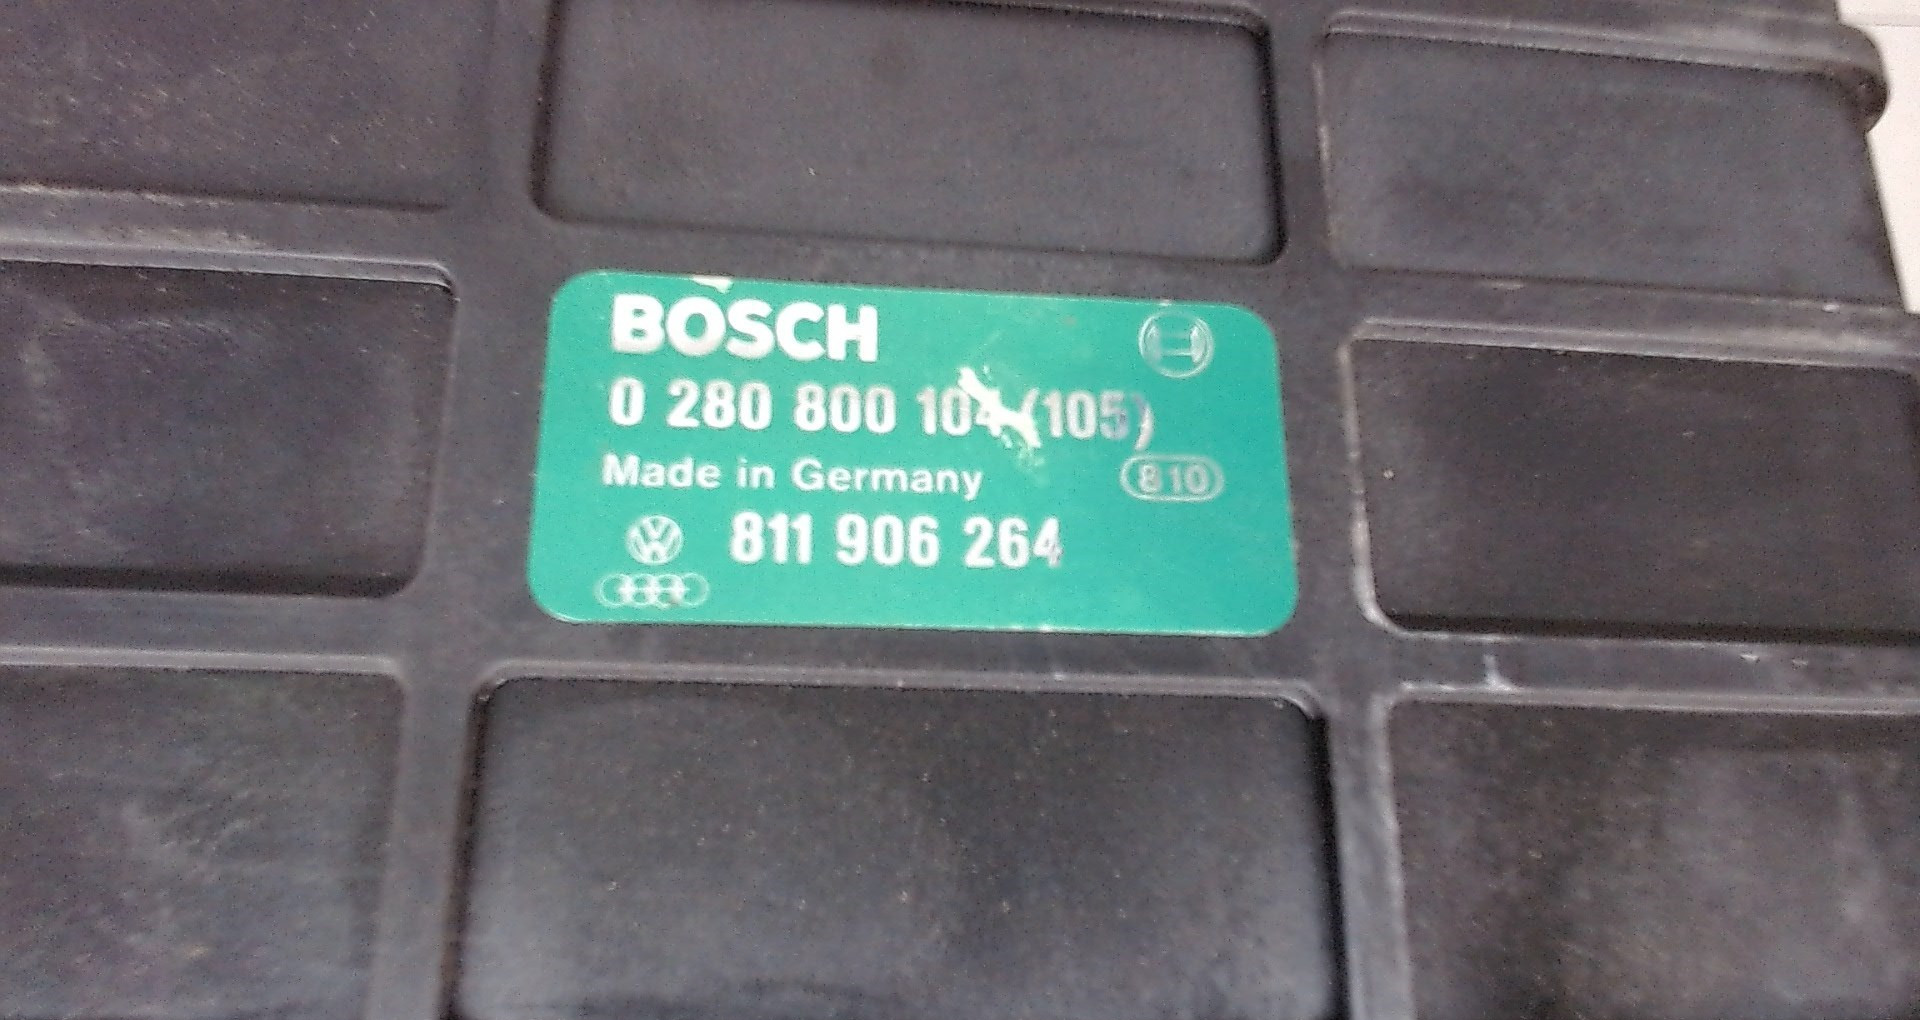 BOSCH
0 280 800 104 (105)
Made in Germany
810
811 906 264